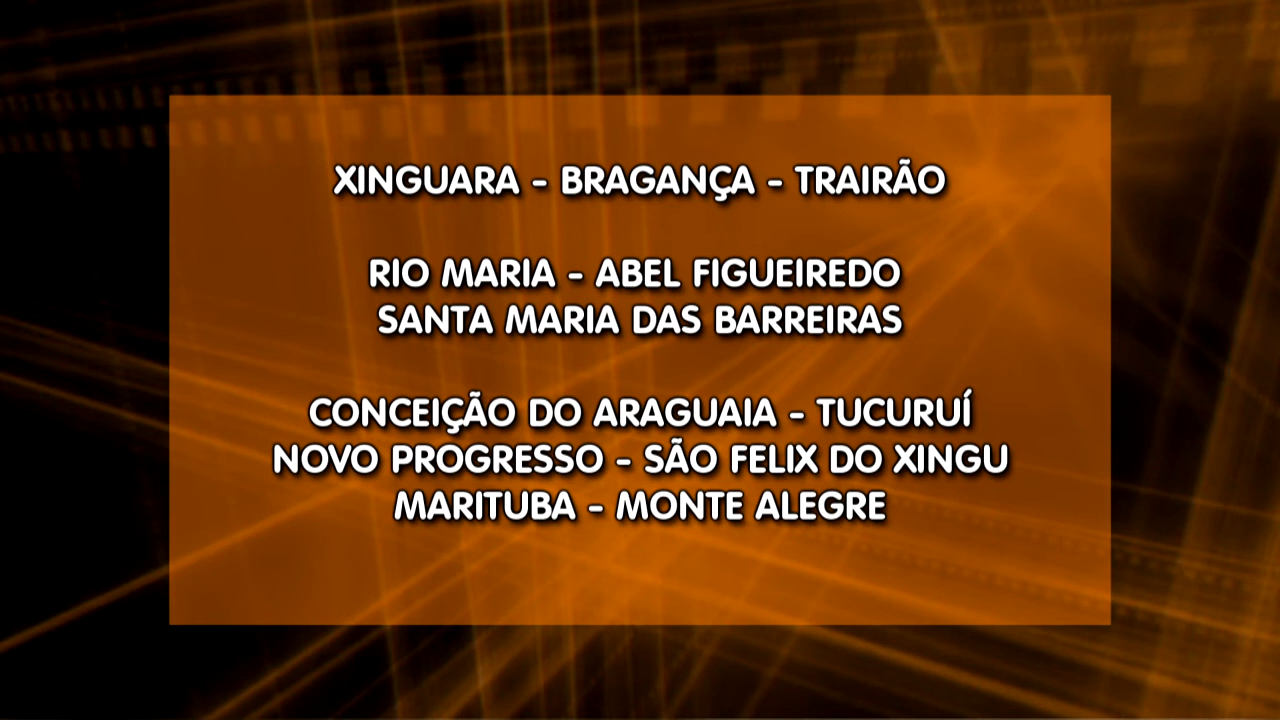 XINGUARA - BRAGANÇA - TRAIRÃO
RIO MARIA - ABEL FIGUEIREDO
SANTA MARIA DAS BARREIRAS
CONCEIÇÃO DO ARAGUAIA - TUCURUÍ
NOVO PROGRESSO - SÃO FELIX DO XINGU
MARITUBA - MONTE ALEGRE